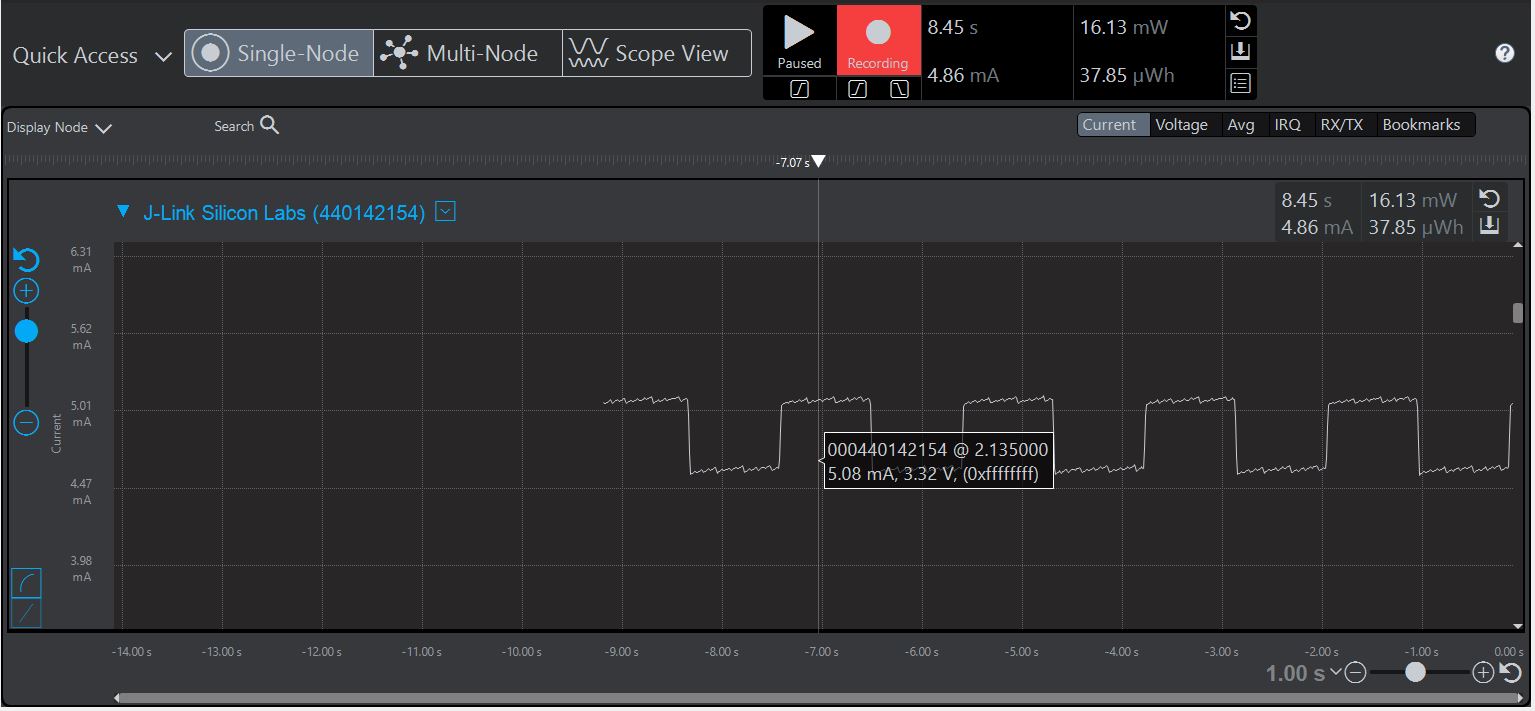 Quick Access
Single-Node
Multi-Node
Scope View
Paused
Recording
8.45 s
4.86 mA
16.13 mW
37.85 µWh
Display Node
Search
Current
Voltage
Avg
IRQ
RX/TX
Bookmarks
-7.07 s
J-Link Silicon Labs (440142154)
8.45 s
16.13 mW
4.86 mA
37.85 µWh
6.31
mA
5.62
mA
5.01
mA
4.47
mA
3.98
mA
Current
000440142154 @ 2.135000
5.08 mA, 3.32 V, (0xffffffff)
-14.00 s
-13.00 s
-12.00 s
-11.00 s
-10.00 s
-9.00 s
-8.00 s
-7.00 s
-6.00 s
-5.00 s
-4.00 s
-3.00 s
-2.00 s
-1.00 s
0.00 s
1.00 s